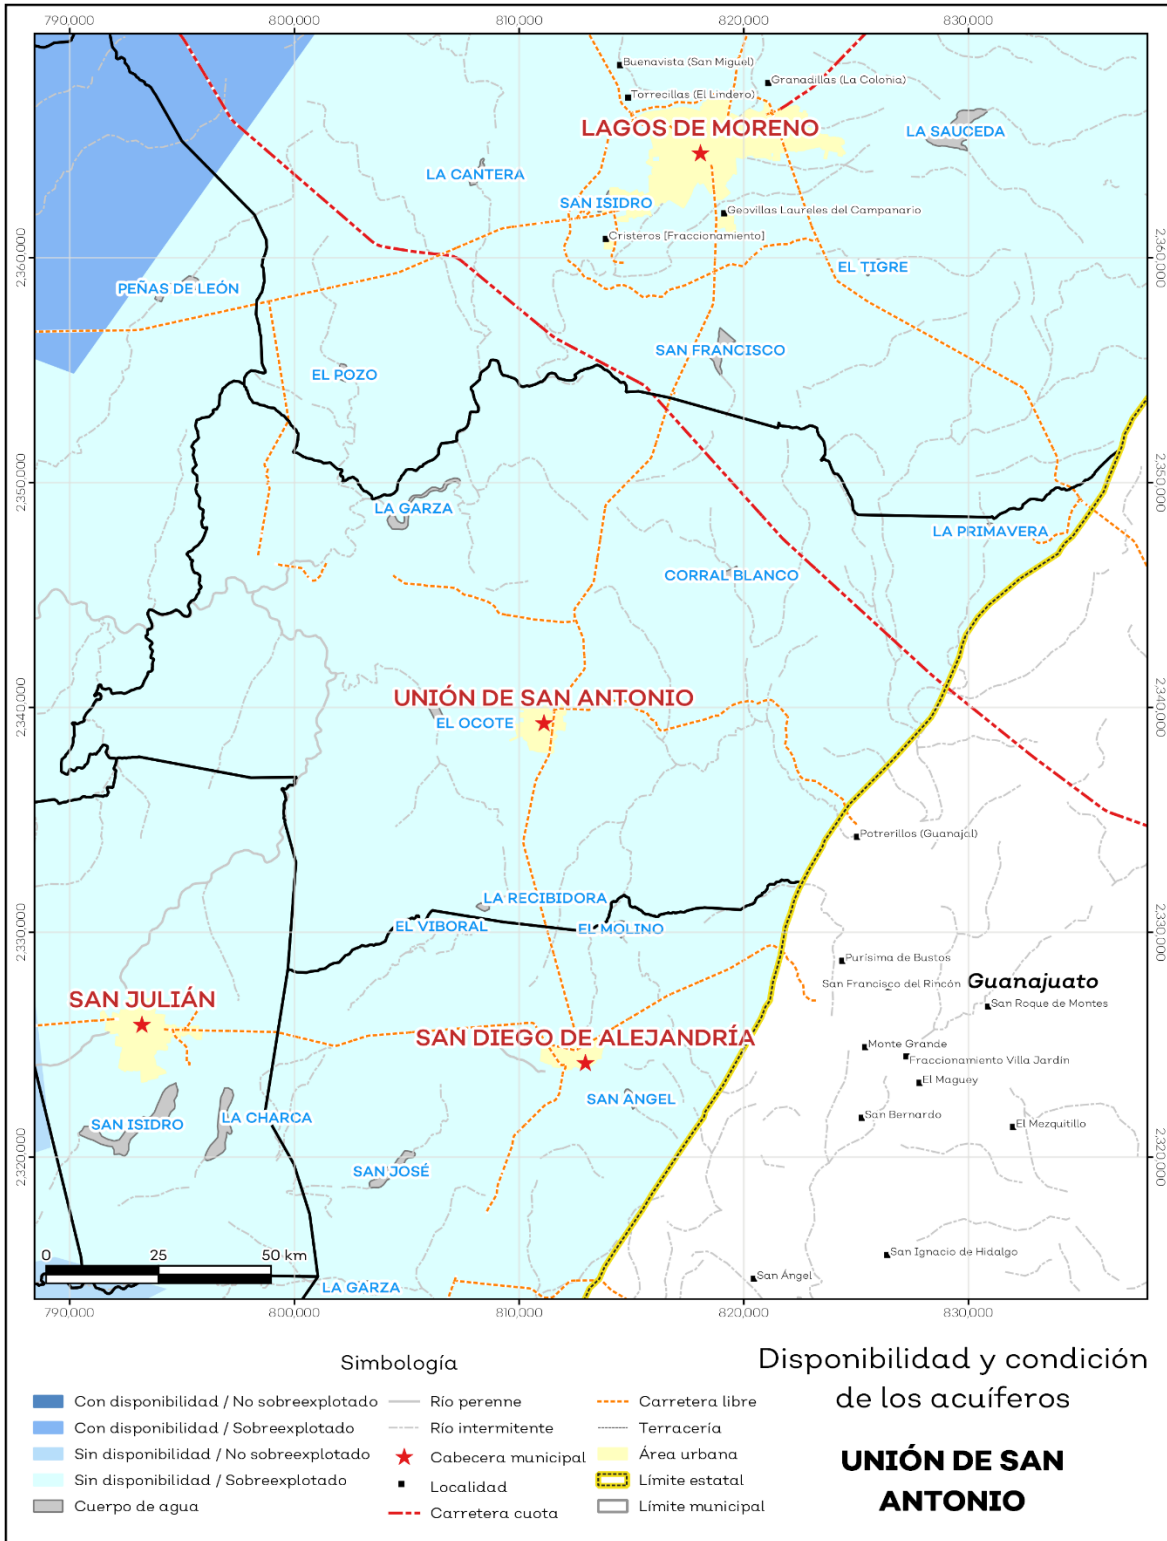 790,000 800,000 810,000 820,000 830,000
Buenavista (San Miguel)
Granadillas (La Colonia)
Torrecillas (El Lindero)
LAGOS DE MORENO
LA SAUCEDA
LA CANTERA
SAN ISIDRO
Geovillas Laureles del Campanario
Cristeros [Fraccionamiento]
2,360,000 2,360,000
EL TIGRE
PEÑAS DE LEÓN
SAN FRANCISCO
EL POZO
2,350,000 2,350,000
LA GARZA
LA PRIMAVERA
CORRAL BLANCO
UNIÓN DE SAN ANTONIO
2,340,000 2,340,000
EL OCOTE
Potrerillos (Guanajal)
LA RECIBIDORA
EL VIBORAL
EL MOLINO
2,330,000 2,330,000
Purísima de Bustos
San Francisco del Rincón
Guanajuato
SAN JULIÁN
San Roque de Montes
SAN DIEGO DE ALEJANDRÍA
Monte Grande
Fraccionamiento Villa Jardín
El Maguey
SAN ÁNGEL
SAN ISIDRO
LA CHARCA
San Bernardo
El Mezquitillo
2,320,000 2,320,000
SAN JOSÉ
0 25 50 km
San Ignacio de Hidalgo
San Ángel
LA GARZA
790,000 800,000 810,000 820,000 830,000
Simbología
Con disponibilidad / No sobreexplotado
Con disponibilidad / Sobreexplotado
Sin disponibilidad / No sobreexplotado
Sin disponibilidad / Sobreexplotado
Cuerpo de agua
Río perenne
Río intermitente
Cabecera municipal
Localidad
Carretera cuota
Carretera libre
Terracería
Área urbana
Límite estatal
Límite municipal
Disponibilidad y condición
de los acuíferos
UNIÓN DE SAN
ANTONIO